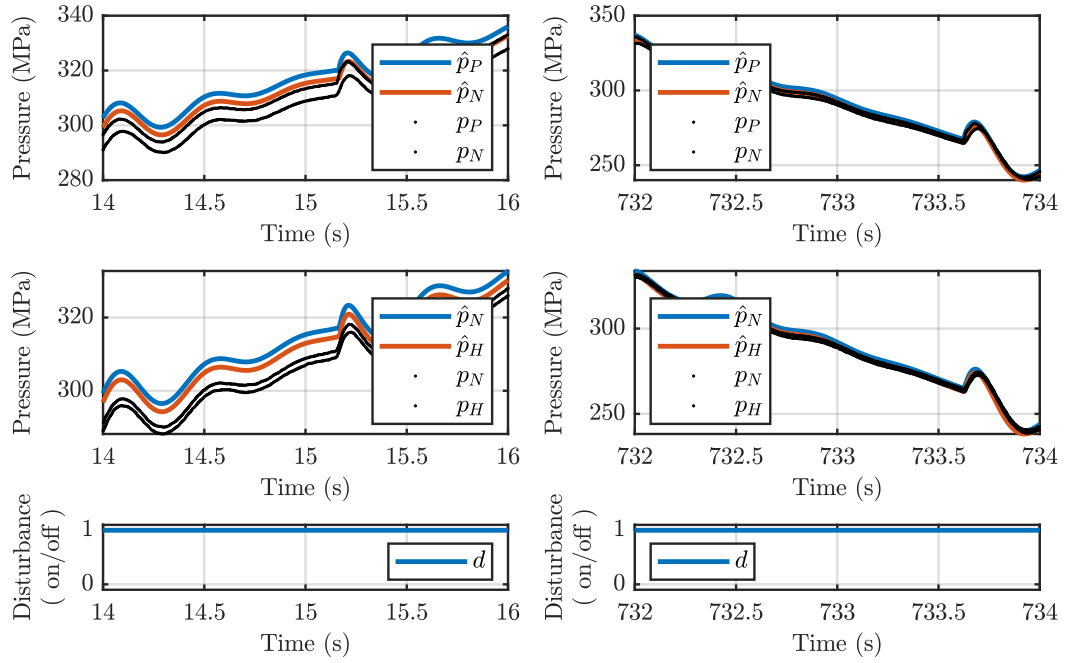 340
320
300
280
Pressure (MPa)
p̂_P
p̂_N
p_P
p_N
14 14.5 15 15.5 16
Time (s)
350
300
250
Pressure (MPa)
p̂_P
p̂_N
p_P
p_N
732 732.5 733 733.5 734
Time (s)
320
300
Pressure (MPa)
p̂_N
p̂_H
p_N
p_H
14 14.5 15 15.5 16
Time (s)
300
250
Pressure (MPa)
p̂_N
p̂_H
p_N
p_H
732 732.5 733 733.5 734
Time (s)
1
0
Disturbance
( on/off )
d
14 14.5 15 15.5 16
Time (s)
1
0
Disturbance
( on/off )
d
732 732.5 733 733.5 734
Time (s)